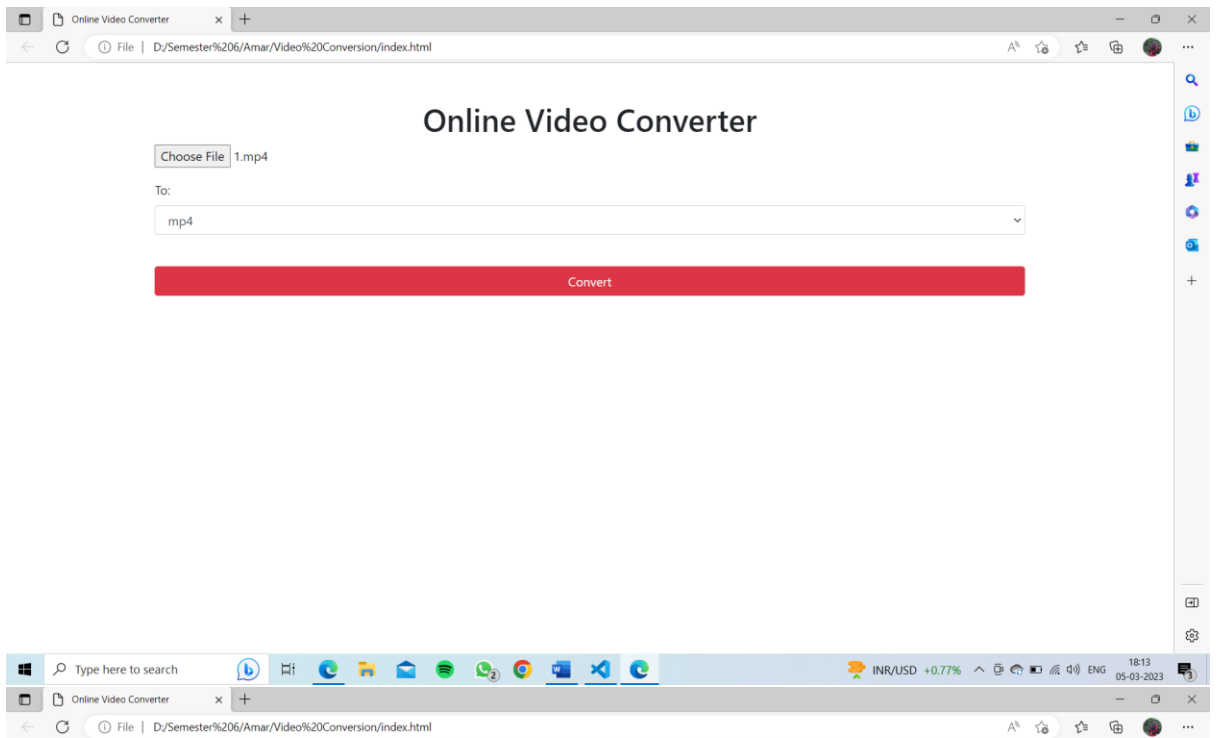 Online Video Converter
File | D:/Semester%206/Amar/Video%20Conversion/index.html
Online Video Converter
Choose File 1.mp4
To:
mp4
Convert
Type here to search
2
INR/USD +0.77%
ENG
18:13
05-03-2023
3
Online Video Converter
File | D:/Semester%206/Amar/Video%20Conversion/index.html